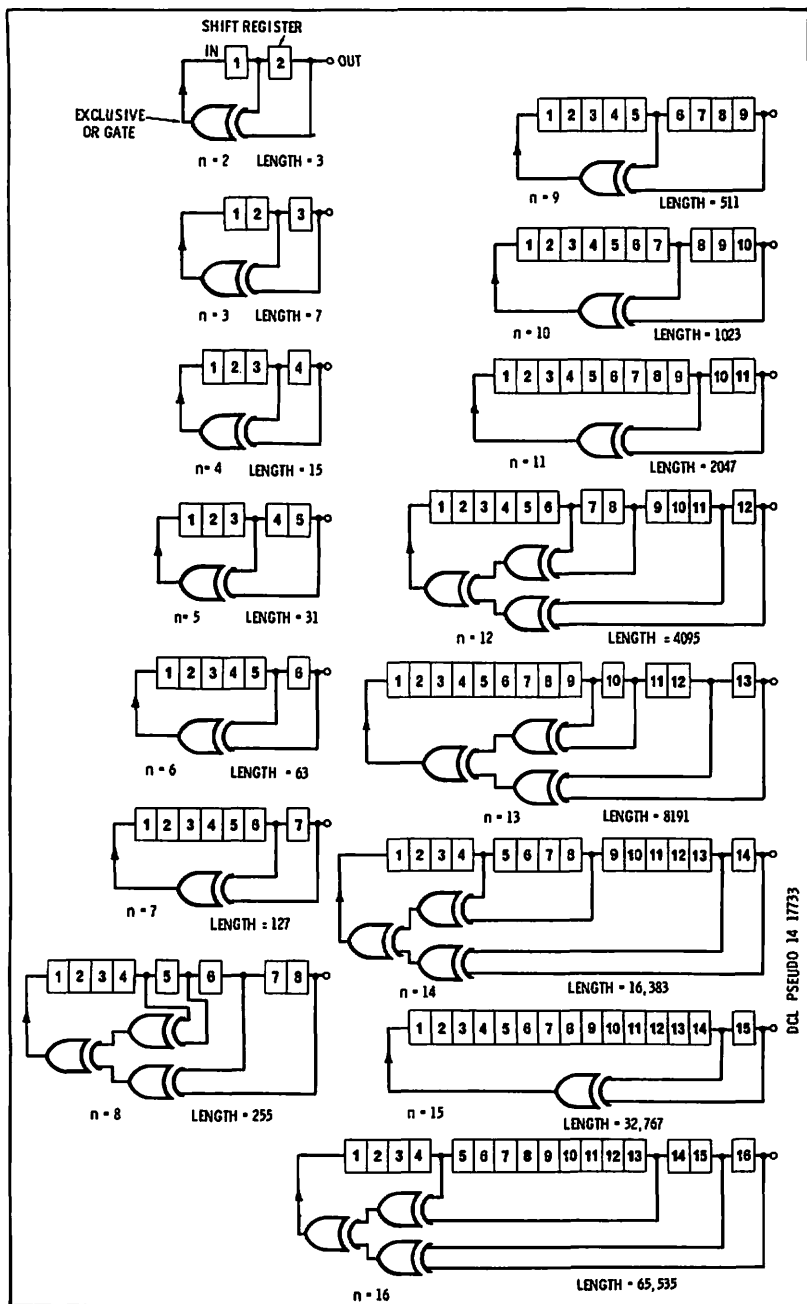 SHIFT REGISTER
IN 1 2 OUT
EXCLUSIVE
OR GATE
n = 2 LENGTH = 3
1 2 3
n = 3 LENGTH = 7
1 2 3 4
n= 4 LENGTH = 15
1 2 3 4 5
n= 5 LENGTH = 31
1 2 3 4 5 6
n = 6 LENGTH = 63
1 2 3 4 5 6 7
n = 7 LENGTH = 127
1 2 3 4 5 6 7 8
n = 8 LENGTH = 255
1 2 3 4 5 6 7 8 9
n = 9 LENGTH = 511
1 2 3 4 5 6 7 8 9 10
n = 10 LENGTH = 1023
1 2 3 4 5 6 7 8 9 10 11
n = 11 LENGTH = 2047
1 2 3 4 5 6 7 8 9 10 11 12
n = 12 LENGTH = 4095
1 2 3 4 5 6 7 8 9 10 11 12 13
n = 13 LENGTH = 8191
1 2 3 4 5 6 7 8 9 10 11 12 13 14
n = 14 LENGTH = 16,383
1 2 3 4 5 6 7 8 9 10 11 12 13 14 15
n = 15 LENGTH = 32,767
1 2 3 4 5 6 7 8 9 10 11 12 13 14 15 16
n = 16 LENGTH = 65,535
DCL PSEUDO 14 17733